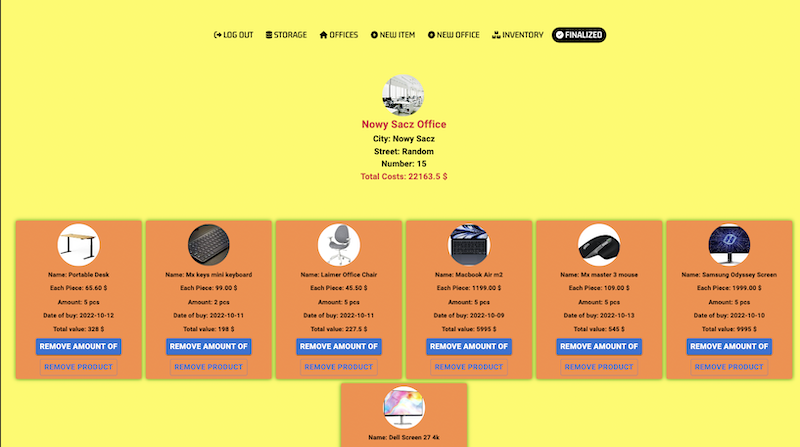 LOG OUT STORAGE OFFICES NEW ITEM NEW OFFICE INVENTORY FINALIZED
Nowy Sacz Office
City: Nowy Sacz
Street: Random
Number: 15
Total Costs: 22163.5 $
Name: Portable Desk
Each Piece: 65.60 $
Amount: 5 pcs
Date of buy: 2022-10-12
Total value: 328 $
REMOVE AMOUNT OF
REMOVE PRODUCT
Name: Mx keys mini keyboard
Each Piece: 99.00 $
Amount: 2 pcs
Date of buy: 2022-10-11
Total value: 198 $
REMOVE AMOUNT OF
REMOVE PRODUCT
Name: Laimer Office Chair
Each Piece: 45.50 $
Amount: 5 pcs
Date of buy: 2022-10-11
Total value: 227.5 $
REMOVE AMOUNT OF
REMOVE PRODUCT
Name: Macbook Air m2
Each Piece: 1199.00 $
Amount: 5 pcs
Date of buy: 2022-10-09
Total value: 5995 $
REMOVE AMOUNT OF
REMOVE PRODUCT
Name: Mx master 3 mouse
Each Piece: 109.00 $
Amount: 5 pcs
Date of buy: 2022-10-13
Total value: 545 $
REMOVE AMOUNT OF
REMOVE PRODUCT
Name: Samsung Odyssey Screen
Each Piece: 1999.00 $
Amount: 5 pcs
Date of buy: 2022-10-10
Total value: 9995 $
REMOVE AMOUNT OF
REMOVE PRODUCT
Name: Dell Screen 27 4k